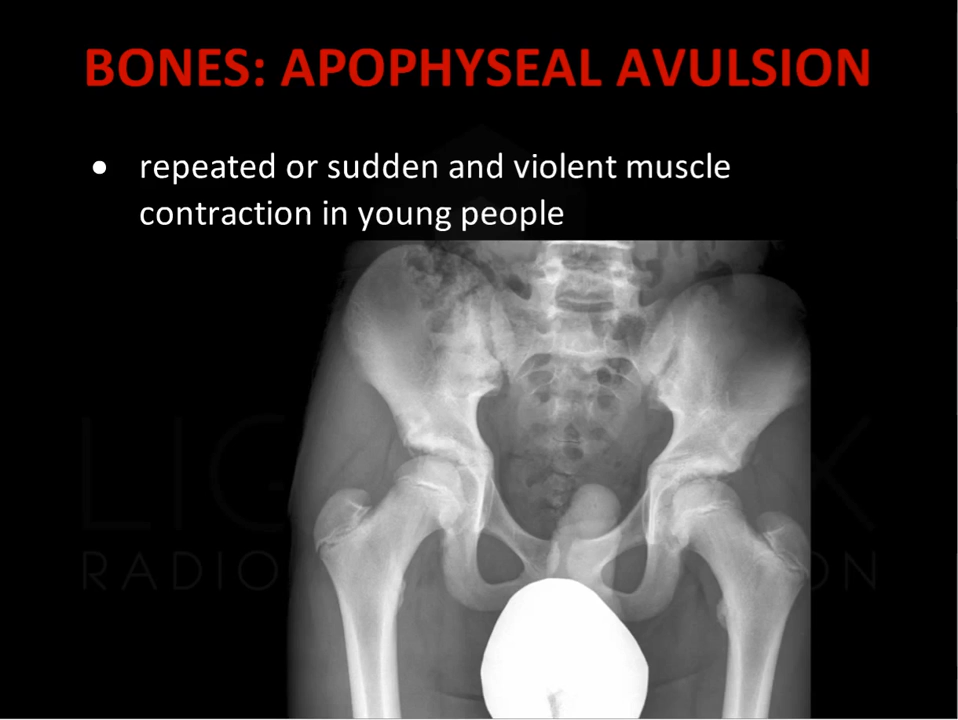 BONES: APOPHYSEAL AVULSION
• repeated or sudden and violent muscle
contraction in young people